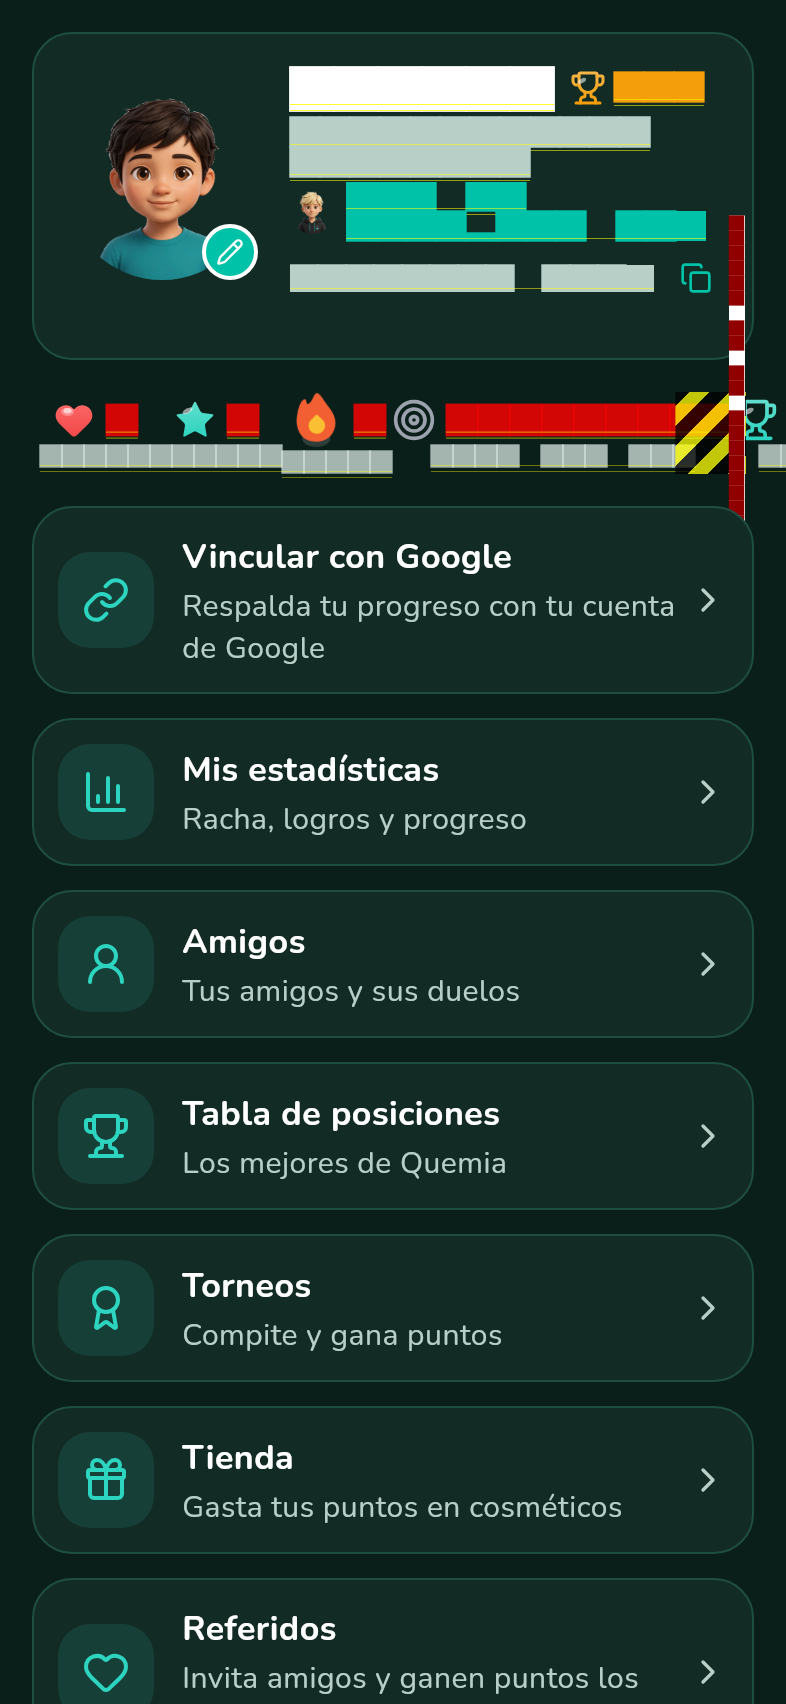 Vincular con Google
Respalda tu progreso con tu cuenta
de Google
Mis estadísticas
Racha, logros y progreso
Amigos
Tus amigos y sus duelos
Tabla de posiciones
Los mejores de Quemia
Torneos
Compite y gana puntos
Tienda
Gasta tus puntos en cosméticos
Referidos
Invita amigos y ganen puntos los